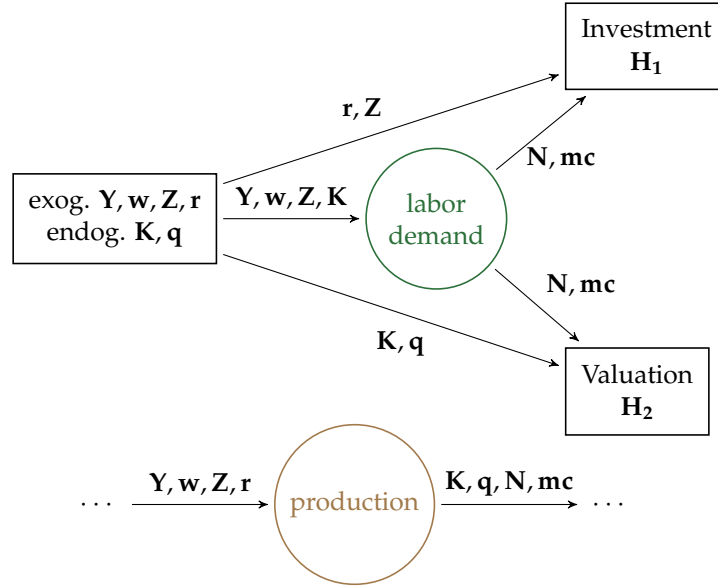 Investment
H₁
r, Z
N, mc
exog. Y, w, Z, r
endog. K, q
Y, w, Z, K
labor
demand
N, mc
K, q
Valuation
H₂
Y, w, Z, r
K, q, N, mc
...
production
...